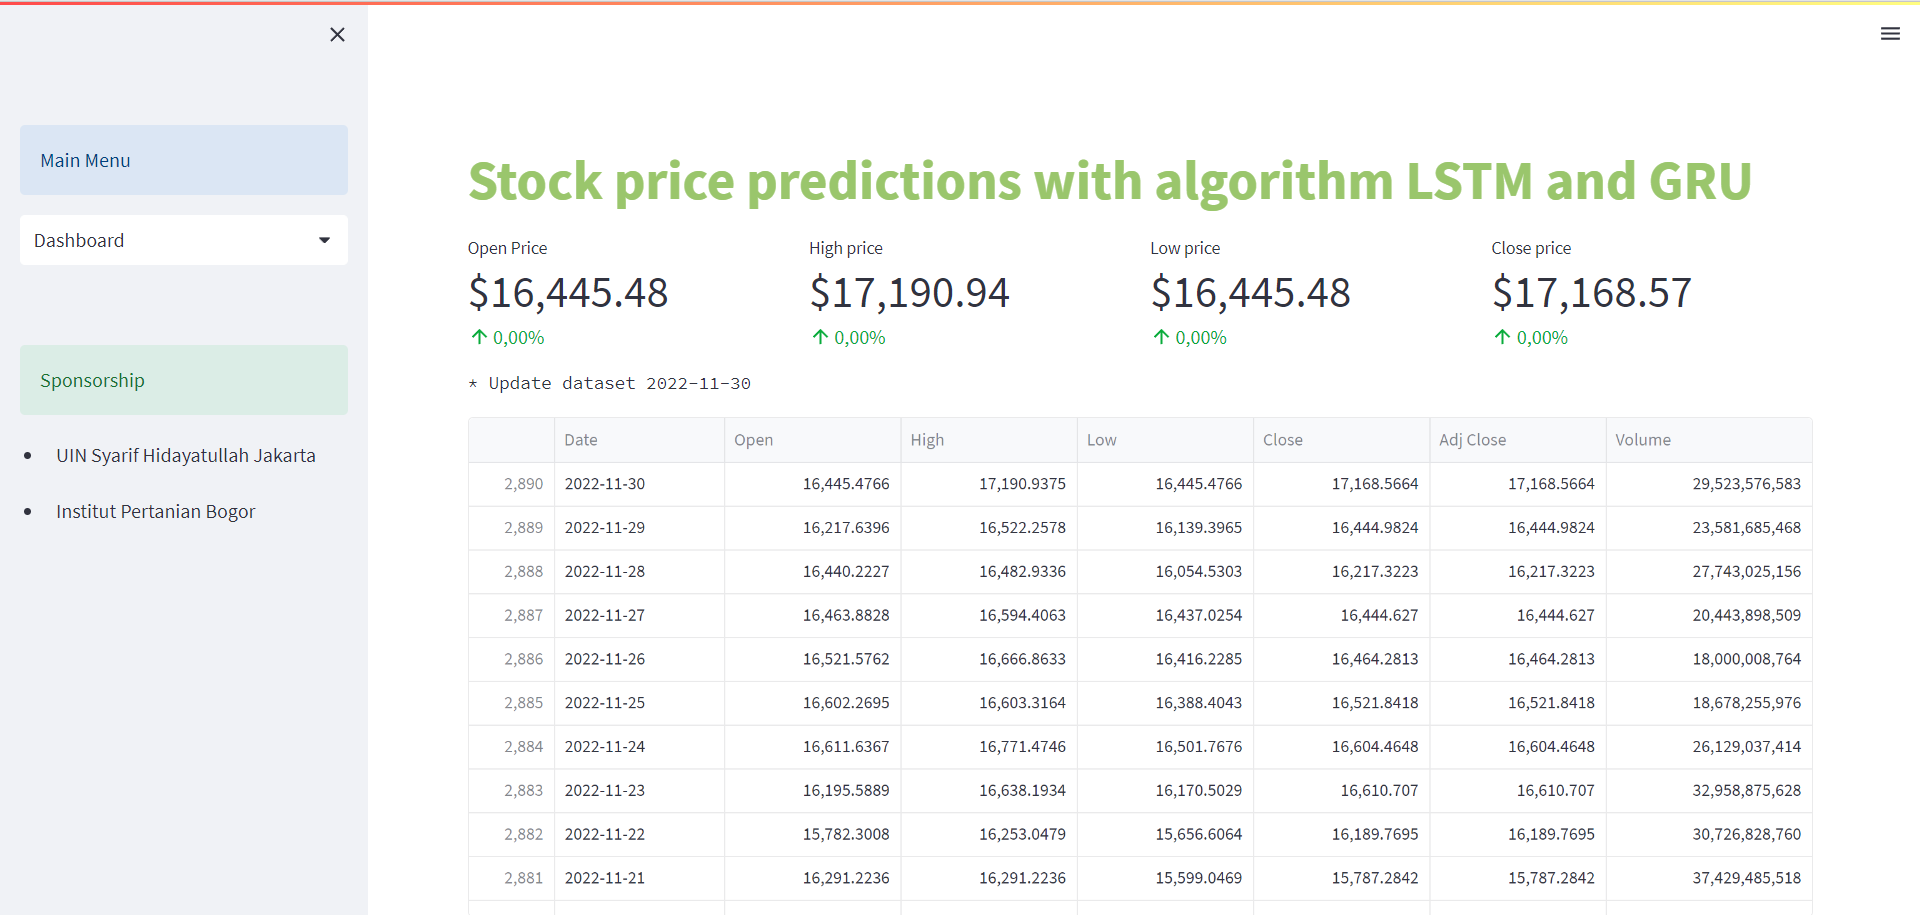 Main Menu
Dashboard
Sponsorship
UIN Syarif Hidayatullah Jakarta
Institut Pertanian Bogor
Stock price predictions with algorithm LSTM and GRU
Open Price High price Low price Close price
$16,445.48 $17,190.94 $16,445.48 $17,168.57
0,00% 0,00% 0,00% 0,00%
* Update dataset 2022-11-30
Date Open High Low Close Adj Close Volume
2,890 2022-11-30 16,445.4766 17,190.9375 16,445.4766 17,168.5664 17,168.5664 29,523,576,583
2,889 2022-11-29 16,217.6396 16,522.2578 16,139.3965 16,444.9824 16,444.9824 23,581,685,468
2,888 2022-11-28 16,440.2227 16,482.9336 16,054.5303 16,217.3223 16,217.3223 27,743,025,156
2,887 2022-11-27 16,463.8828 16,594.4063 16,437.0254 16,444.627 16,444.627 20,443,898,509
2,886 2022-11-26 16,521.5762 16,666.8633 16,416.2285 16,464.2813 16,464.2813 18,000,008,764
2,885 2022-11-25 16,602.2695 16,603.3164 16,388.4043 16,521.8418 16,521.8418 18,678,255,976
2,884 2022-11-24 16,611.6367 16,771.4746 16,501.7676 16,604.4648 16,604.4648 26,129,037,414
2,883 2022-11-23 16,195.5889 16,638.1934 16,170.5029 16,610.707 16,610.707 32,958,875,628
2,882 2022-11-22 15,782.3008 16,253.0479 15,656.6064 16,189.7695 16,189.7695 30,726,828,760
2,881 2022-11-21 16,291.2236 16,291.2236 15,599.0469 15,787.2842 15,787.2842 37,429,485,518